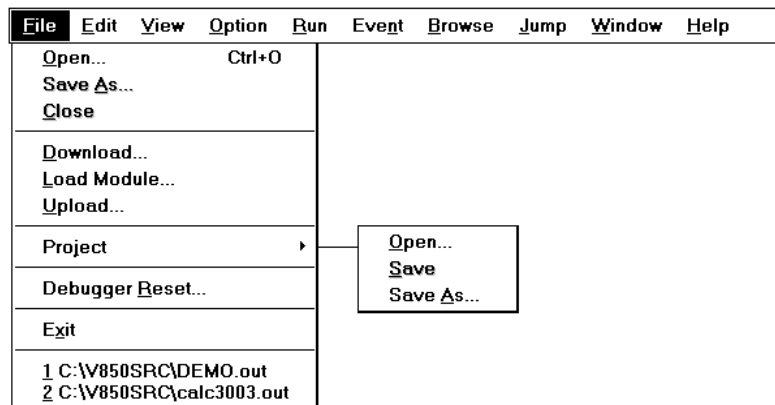 File Edit View Option Run Event Browse Jump Window Help
Open... Ctrl+O
Save As...
Close
Download...
Load Module...
Upload...
Project
Open...
Save
Save As...
Debugger Reset...
Exit
1 C:\V850SRC\DEMO.out
2 C:\V850SRC\calc3003.out